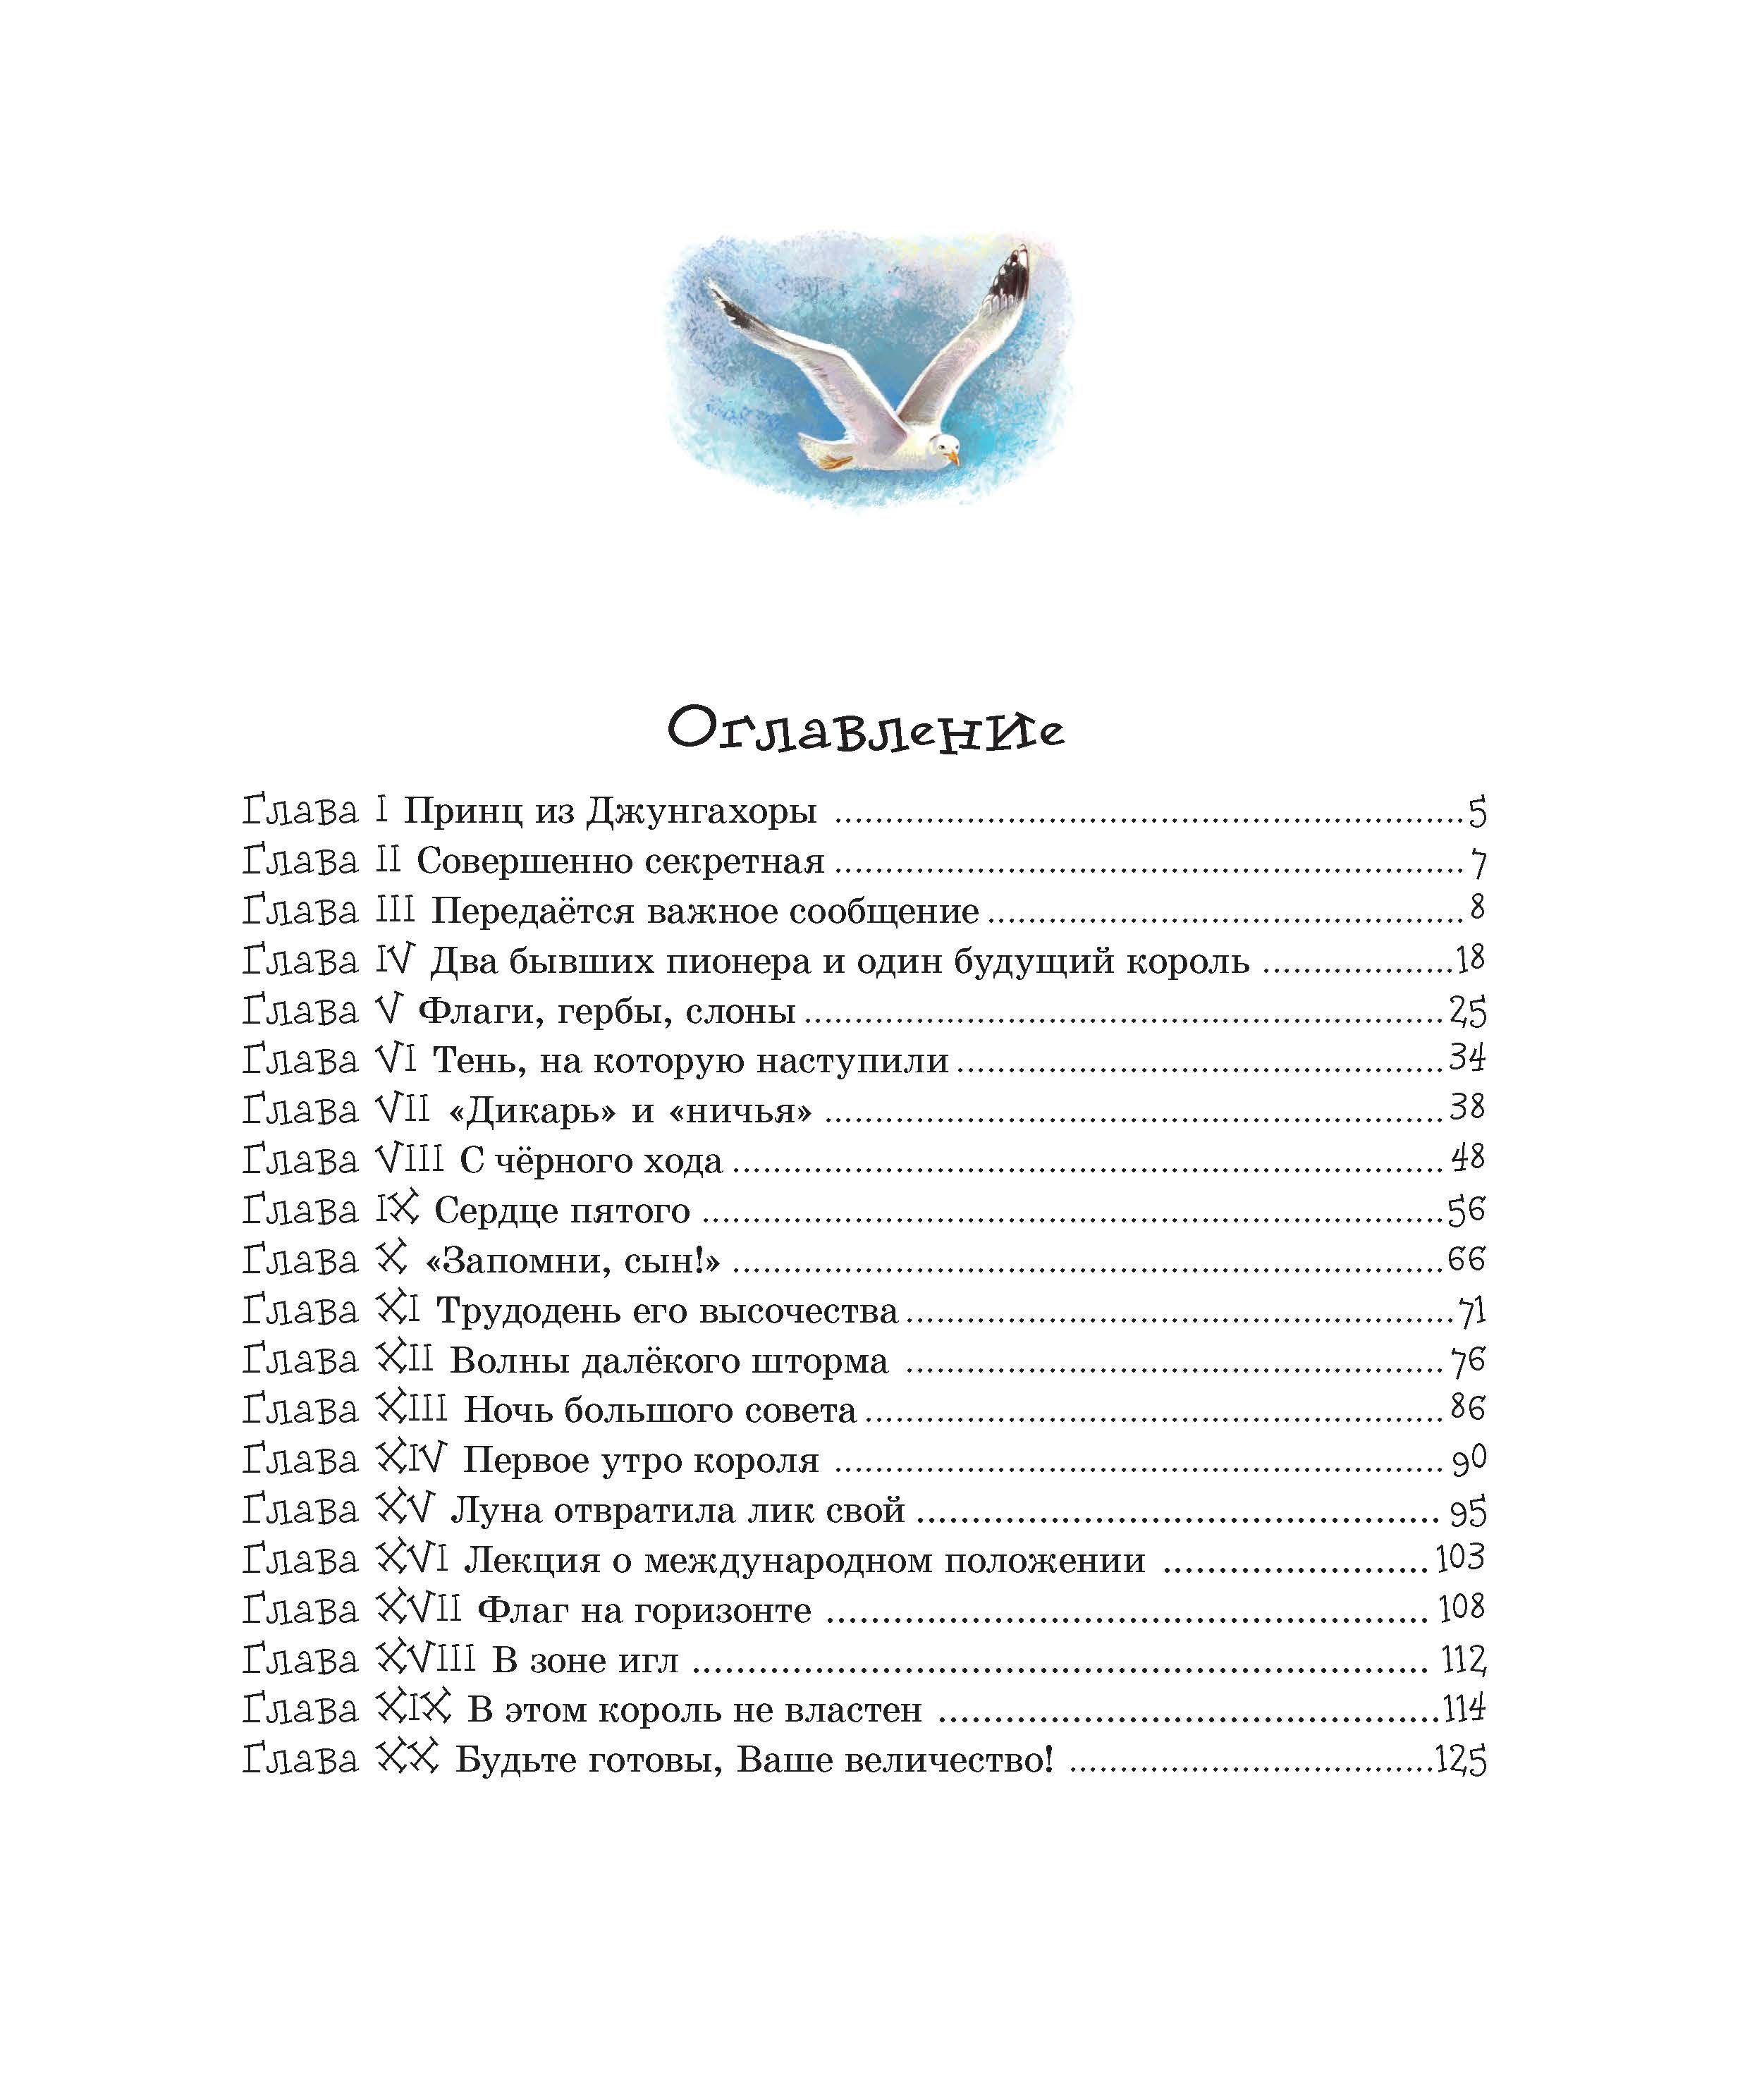 Оглавление
Глава I Принц из Джунгахоры ........ 5
Глава II Совершенно секретная ........ 7
Глава III Передаётся важное сообщение ........ 8
Глава IV Два бывших пионера и один будущий король ........ 18
Глава V Флаги, гербы, слоны ........ 25
Глава VI Тень, на которую наступили ........ 34
Глава VII «Дикарь» и «ничья» ........ 38
Глава VIII С чёрного хода ........ 48
Глава IX Сердце пятого ........ 56
Глава X «Запомни, сын!» ........ 66
Глава XI Трудодень его высочества ........ 71
Глава XII Волны далёкого шторма ........ 76
Глава XIII Ночь большого совета ........ 86
Глава XIV Первое утро короля ........ 90
Глава XV Луна отвратила лик свой ........ 95
Глава XVI Лекция о международном положении ........ 103
Глава XVII Флаг на горизонте ........ 108
Глава XVIII В зоне игл ........ 112
Глава XIX В этом король не властен ........ 114
Глава XX Будьте готовы, Ваше величество! ........ 125